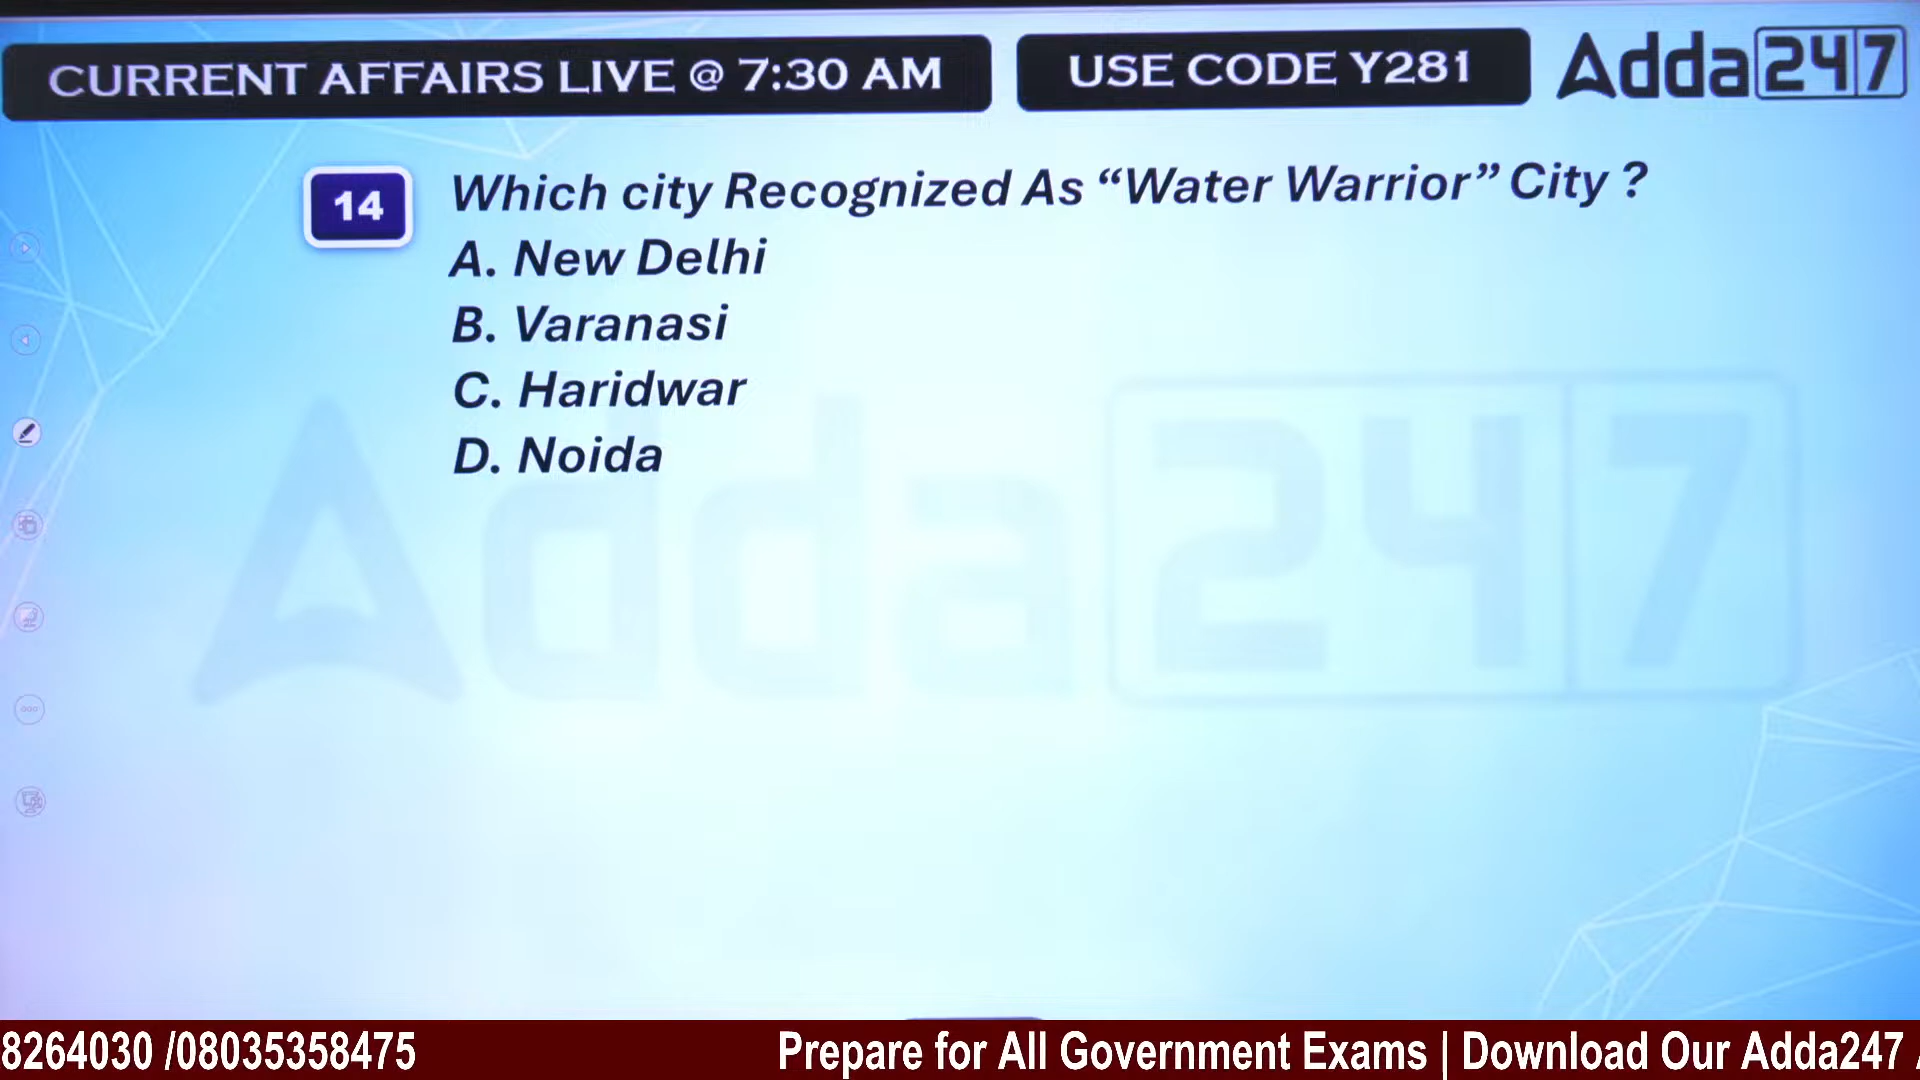 CURRENT AFFAIRS LIVE @ 7:30 AM
USE CODE Y281
Adda247
14
Which city Recognized As “Water Warrior” City ?
A. New Delhi
B. Varanasi
C. Haridwar
D. Noida
Adda247
8264030 /08035358475
Prepare for All Government Exams | Download Our Adda247